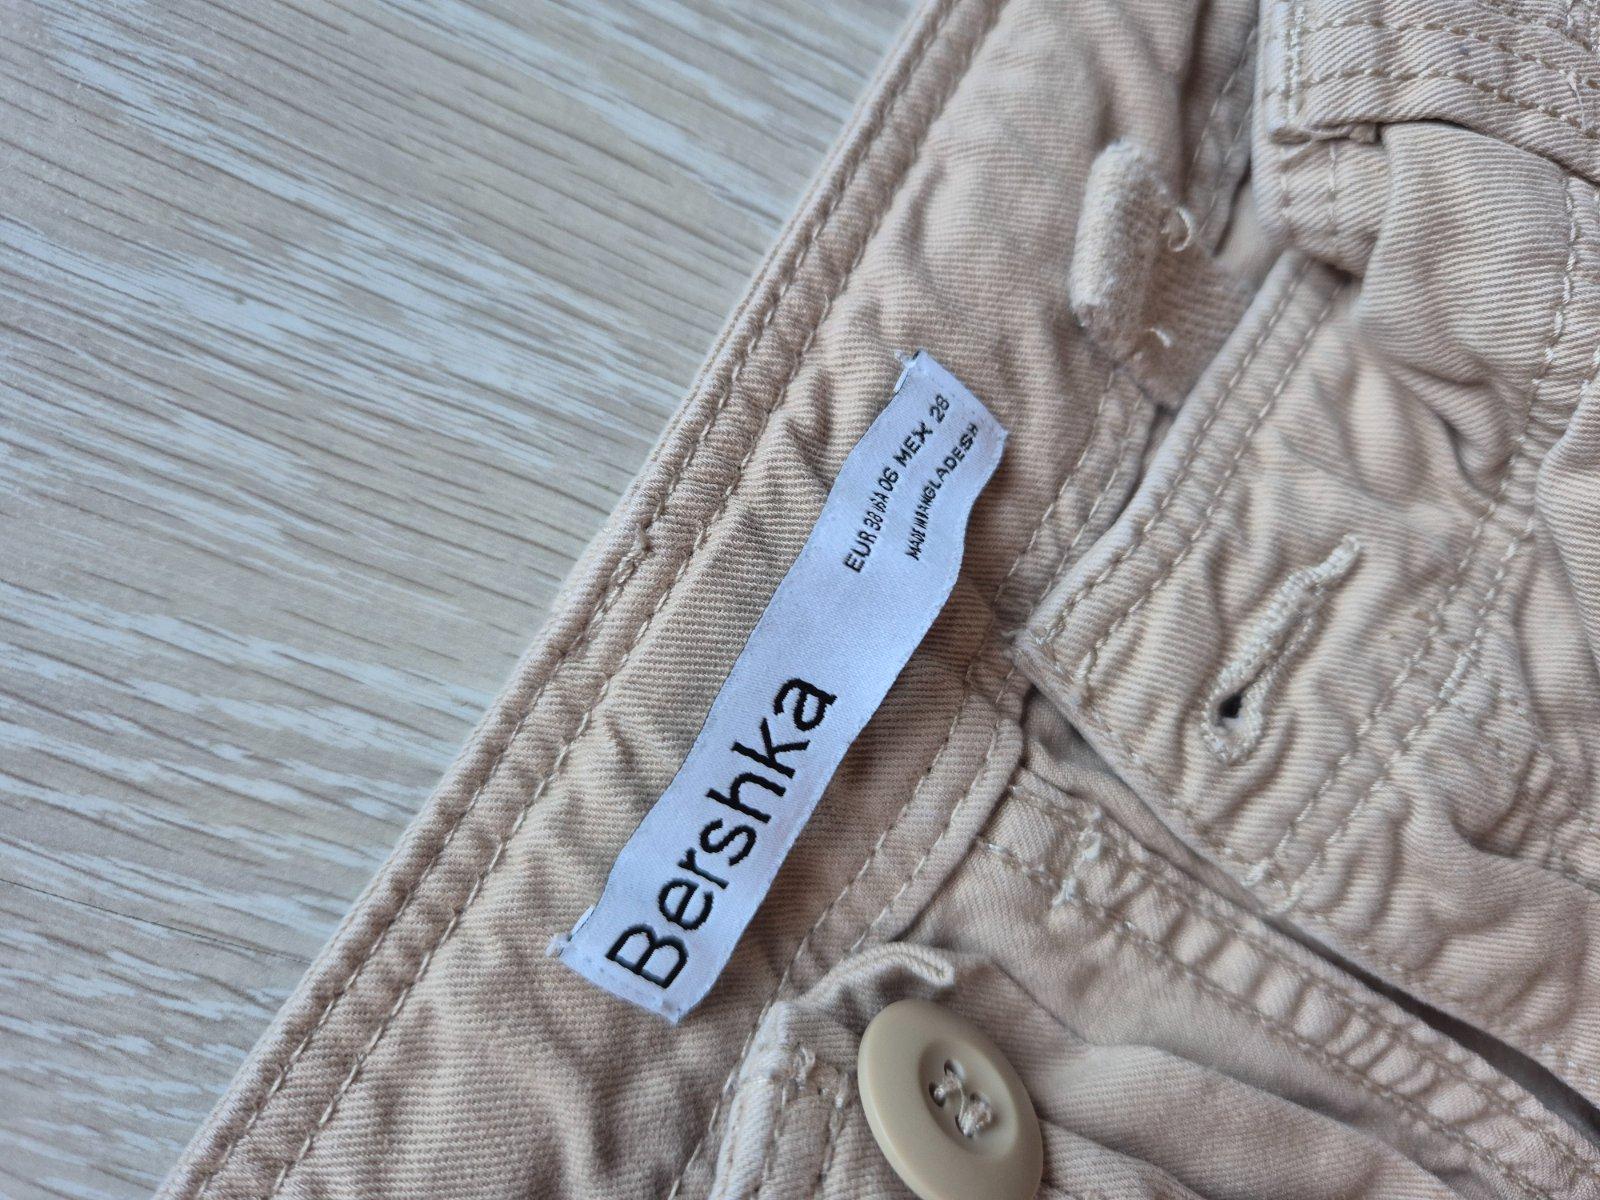 Bershka
EUR 38 USA 06 MEX 28
MADE IN BANGLADESH